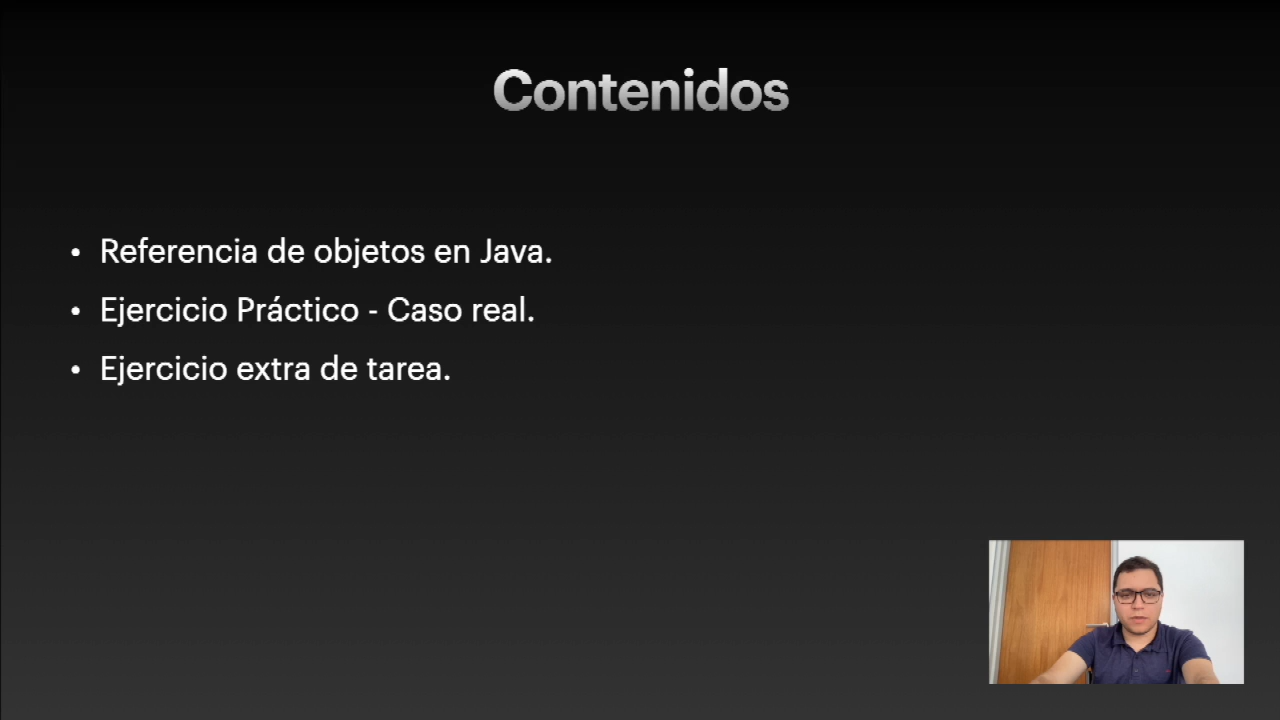 Contenidos
• Referencia de objetos en Java.
• Ejercicio Práctico - Caso real.
• Ejercicio extra de tarea.